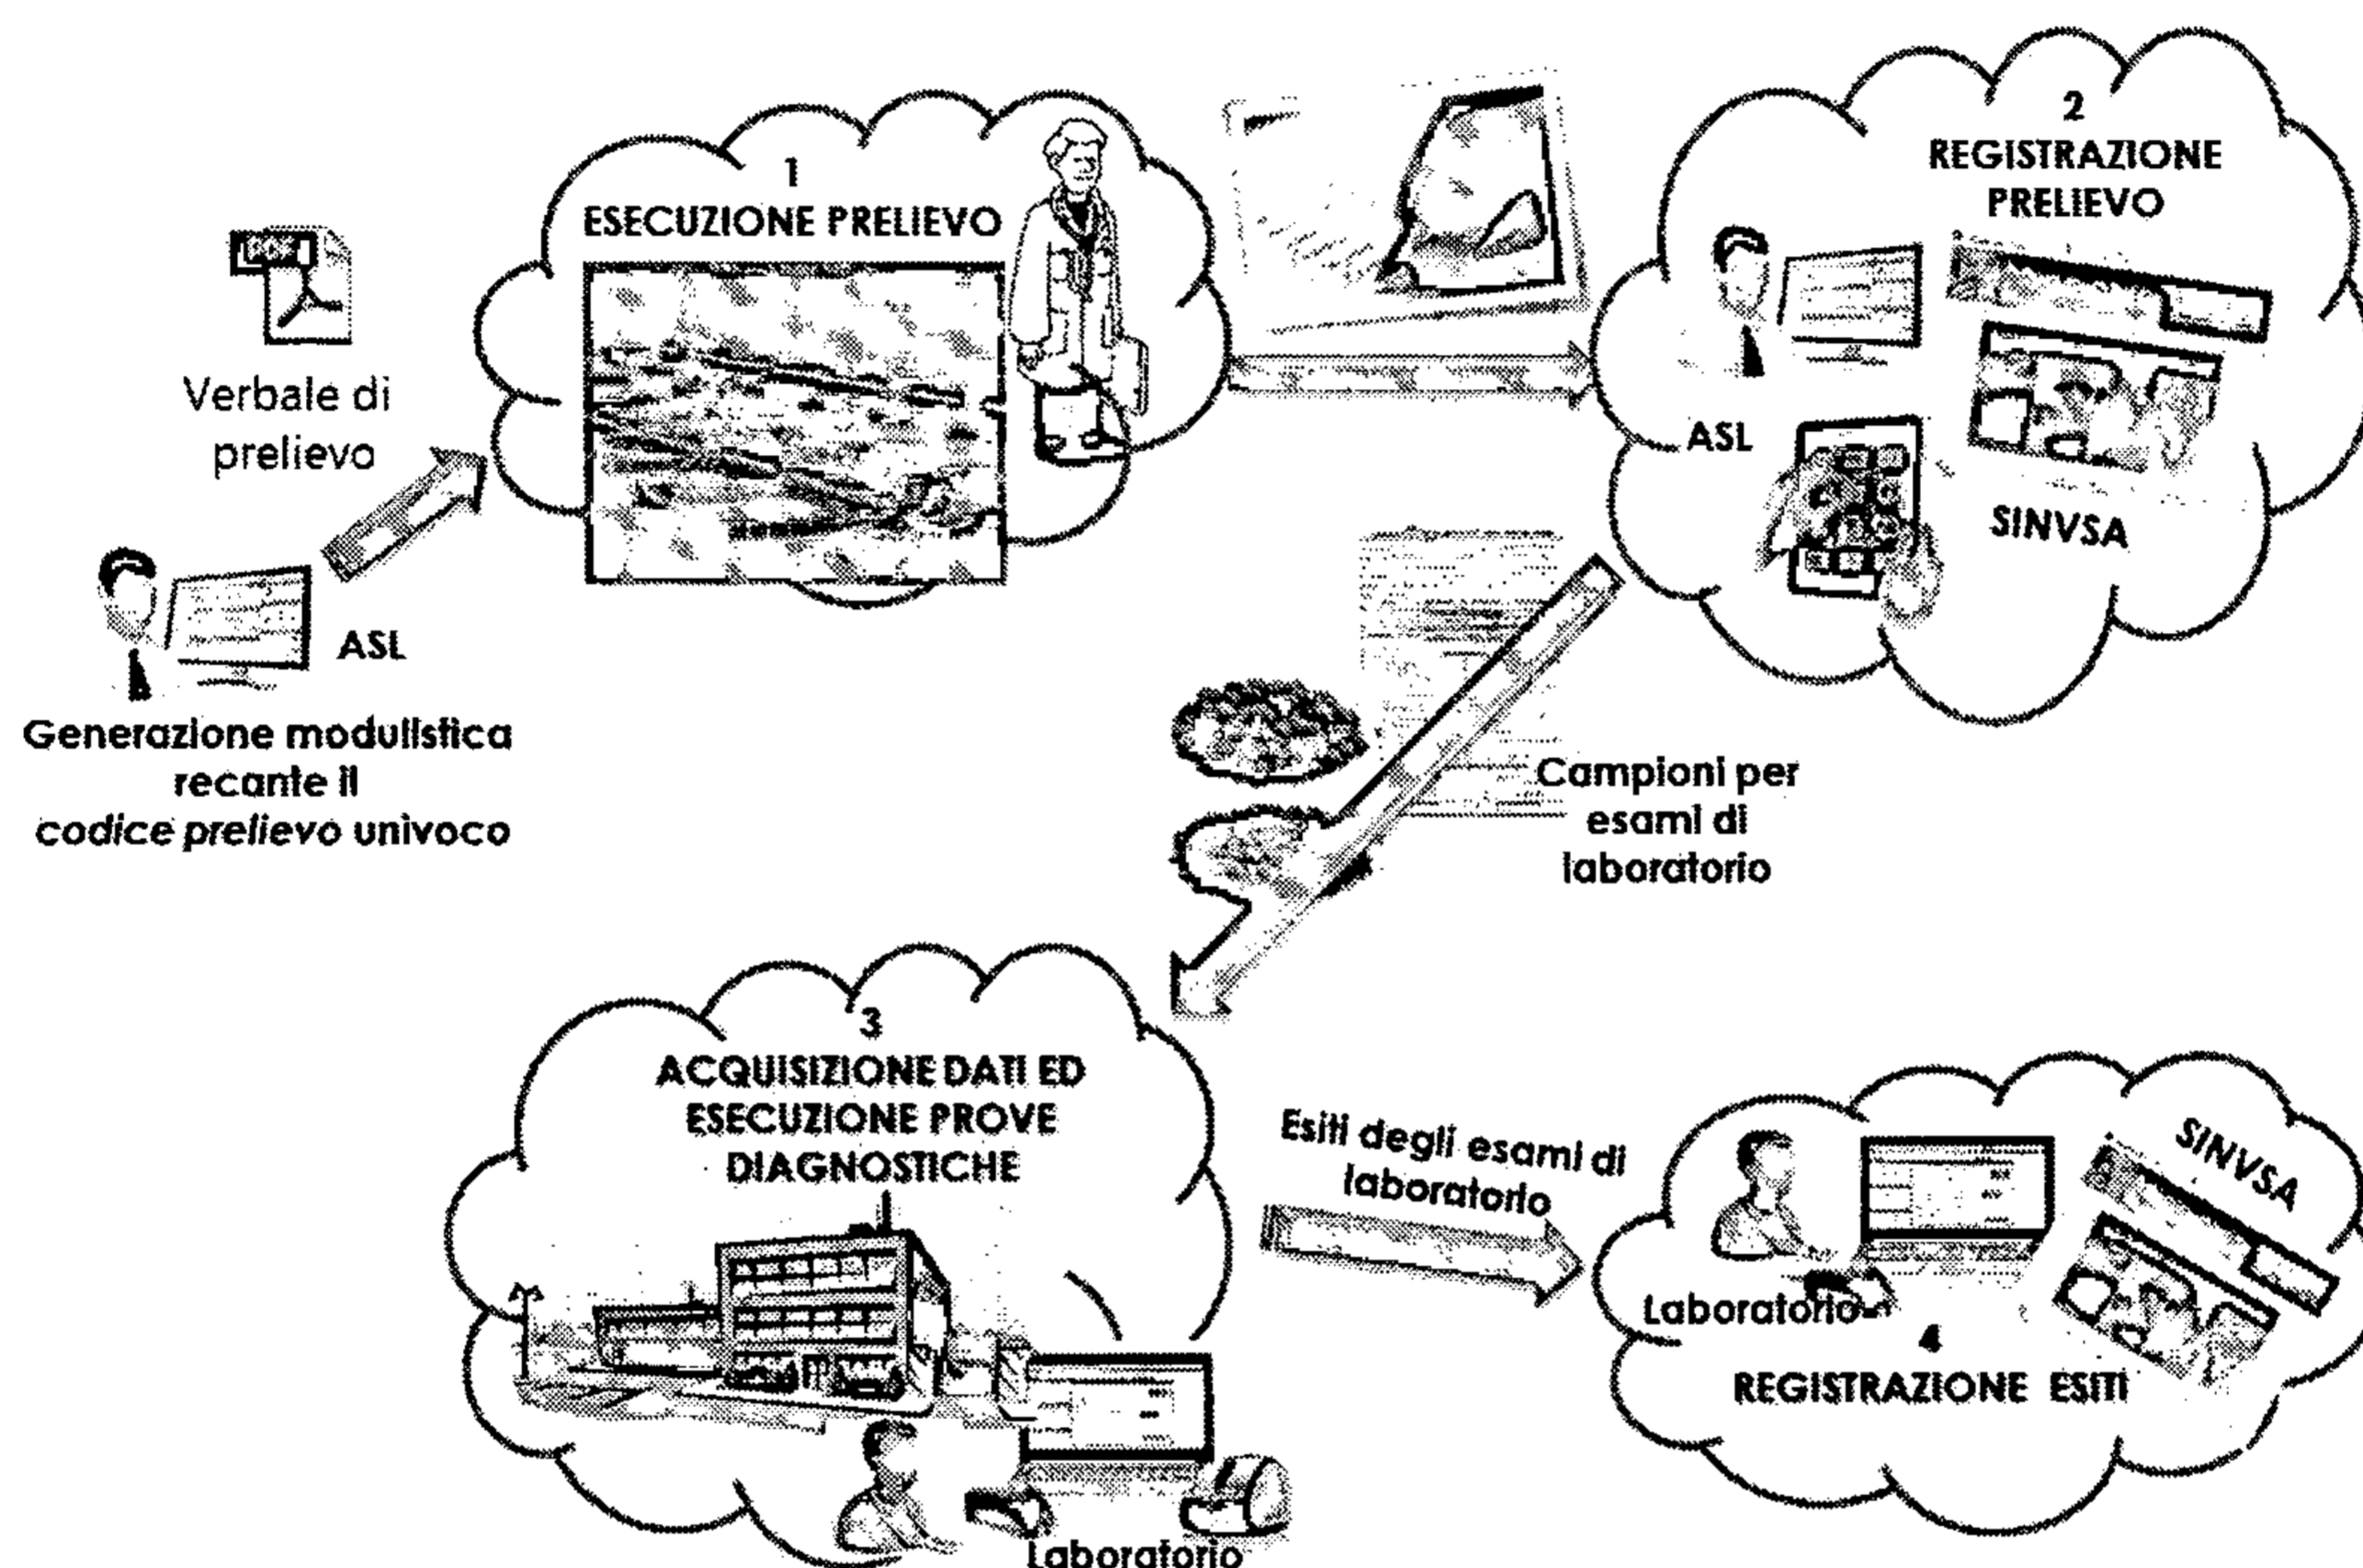 Verbale di
prelievo
ASL
Generazione modulistica
recante il
codice prelievo univoco
1
ESECUZIONE PRELIEVO
2
REGISTRAZIONE
PRELIEVO
ASL
SINVSA
Campioni per
esami di
laboratorio
3
ACQUISIZIONE DATI ED
ESECUZIONE PROVE
DIAGNOSTICHE
Laboratorio
Esiti degli esami di
laboratorio
SINVSA
Laboratorio
4
REGISTRAZIONE ESITI